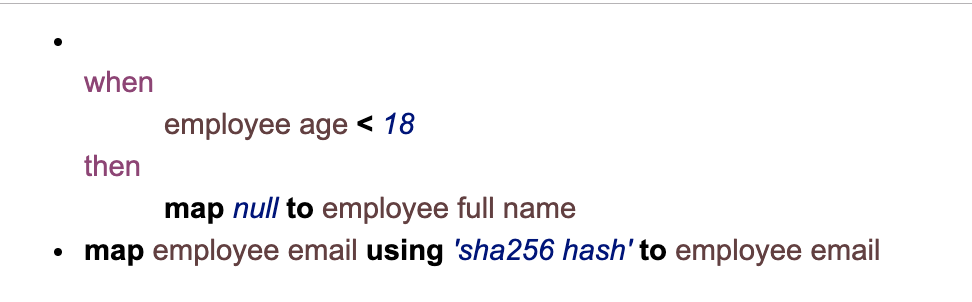 when
employee age < 18
then
map null to employee full name
map employee email using 'sha256 hash' to employee email